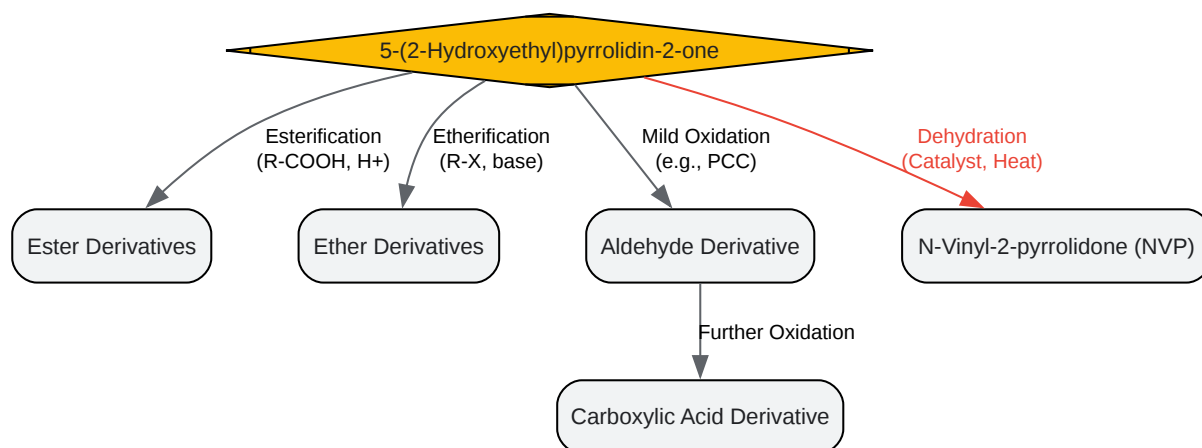 5-(2-Hydroxyethyl)pyrrolidin-2-one
Esterification
(R-COOH, H+)
Etherification
(R-X, base)
Mild Oxidation
(e.g., PCC)
Dehydration
(Catalyst, Heat)
Ester Derivatives
Ether Derivatives
Aldehyde Derivative
N-Vinyl-2-pyrrolidone (NVP)
Further Oxidation
Carboxylic Acid Derivative